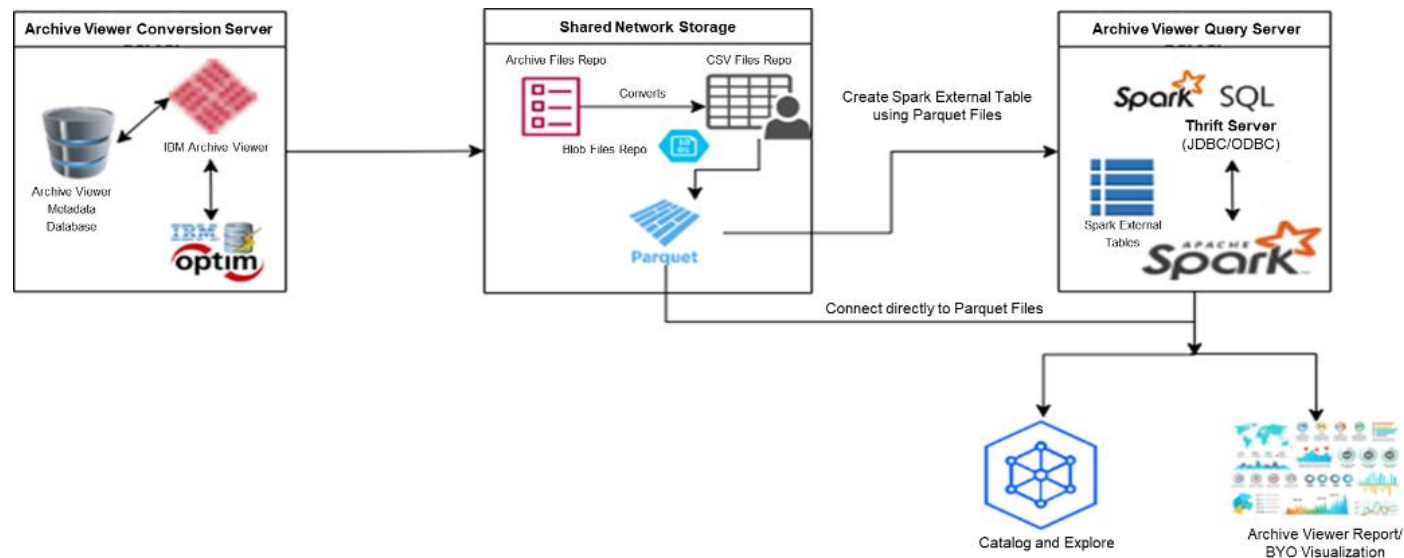 Archive Viewer Conversion Server
Archive Viewer
Metadata
Database
IBM Archive Viewer
IBM
optim
Shared Network Storage
Archive Files Repo
CSV Files Repo
Converts
Blob Files Repo
Parquet
Create Spark External Table
using Parquet Files
Connect directly to Parquet Files
Archive Viewer Query Server
Spark SQL
Thrift Server
(JDBC/ODBC)
Spark External
Tables
APACHE
Spark
Catalog and Explore
Archive Viewer Report/
BYO Visualization